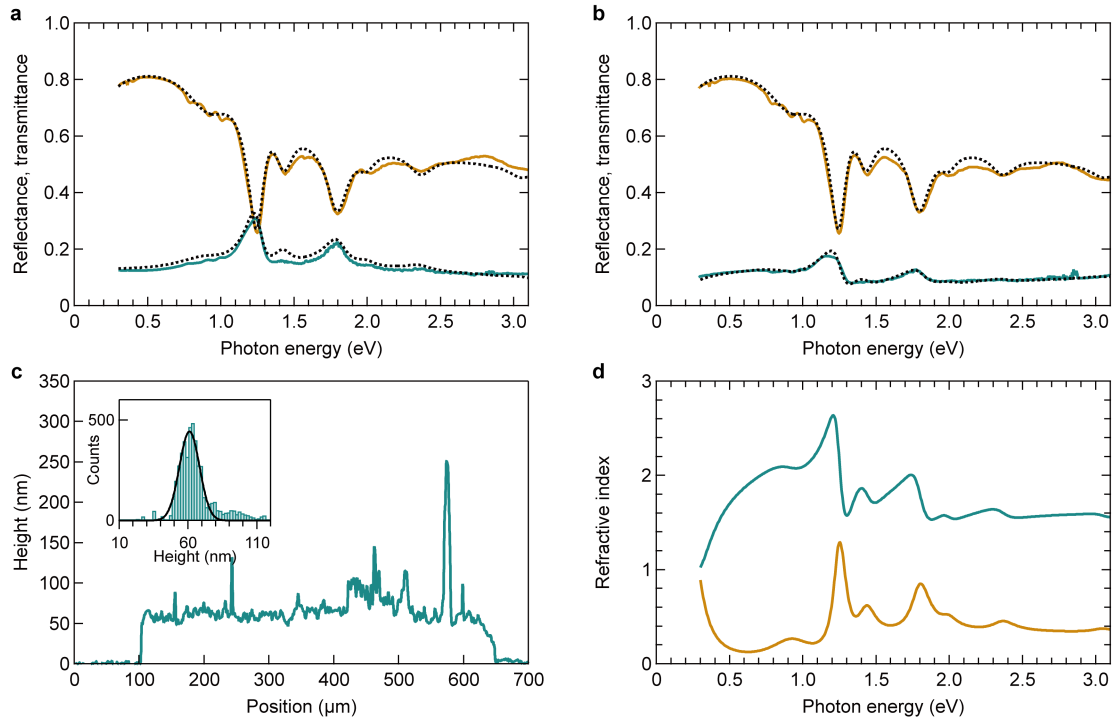 a
Reflectance, transmittance
1.0
0.8
0.6
0.4
0.2
0
0 0.5 1.0 1.5 2.0 2.5 3.0
Photon energy (eV)
b
Reflectance, transmittance
1.0
0.8
0.6
0.4
0.2
0
0 0.5 1.0 1.5 2.0 2.5 3.0
Photon energy (eV)
c
Height (nm)
350
300
250
200
150
100
50
0
0 100 200 300 400 500 600 700
Position (µm)
Counts
500
0
10 60 110
Height (nm)
d
Refractive index
3
2
1
0
0 0.5 1.0 1.5 2.0 2.5 3.0
Photon energy (eV)